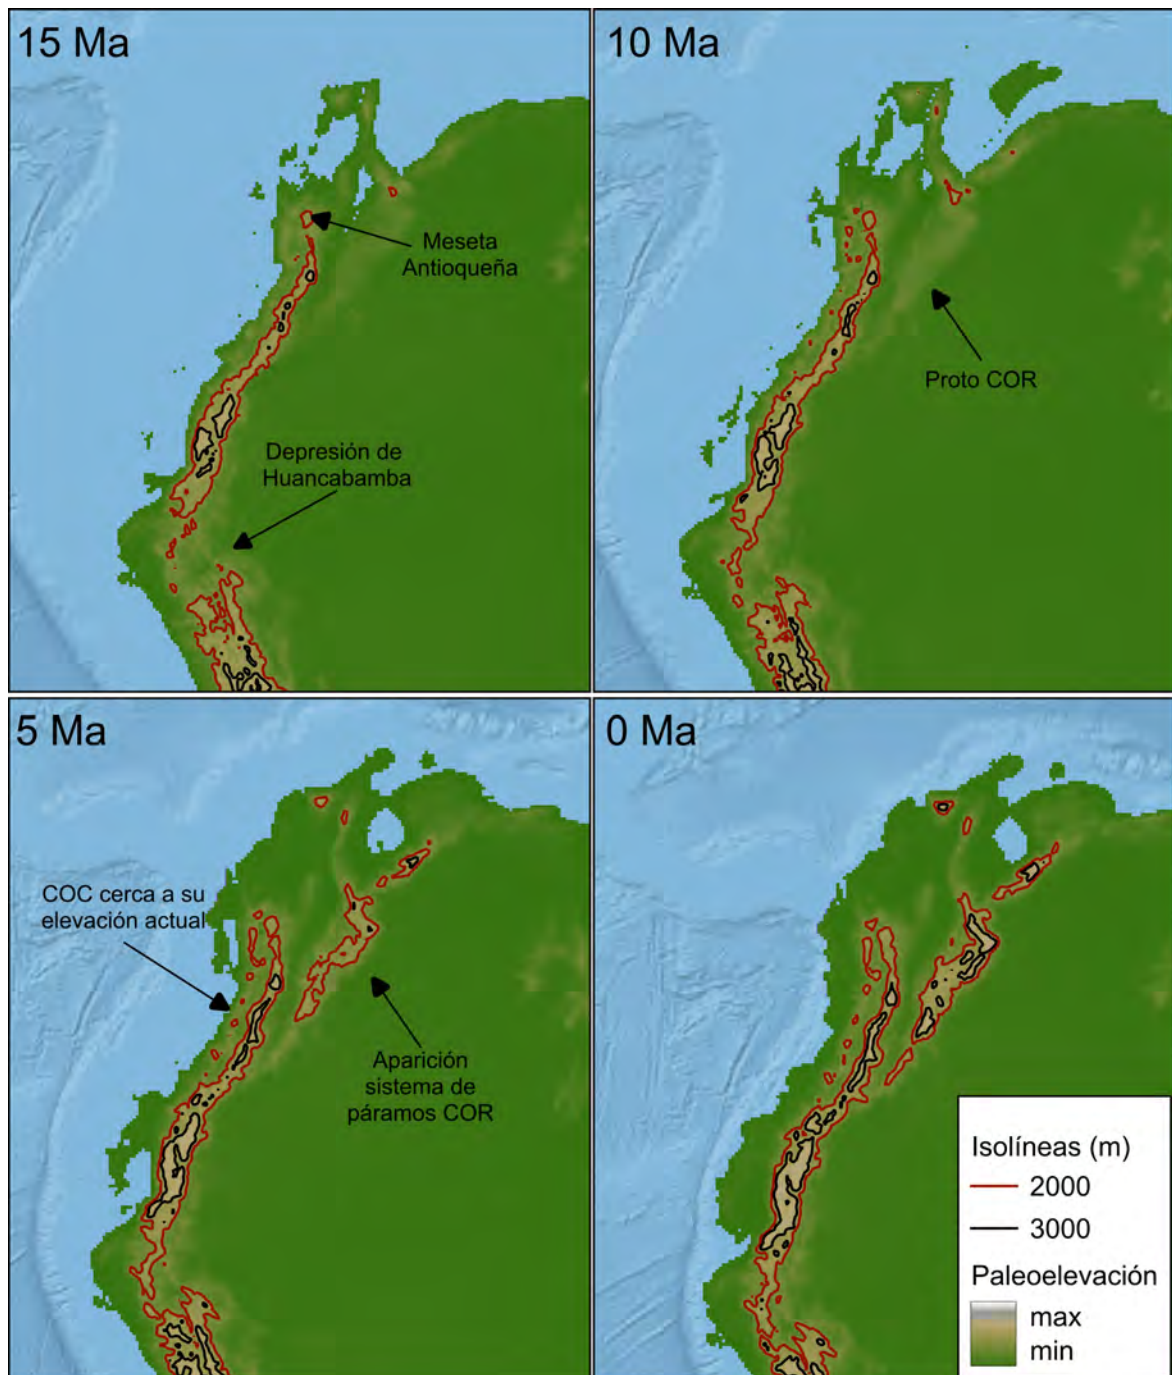 15 Ma
Meseta
Antioqueña
Depresión de
Huancabamba
10 Ma
Proto COR
5 Ma
COC cerca a su
elevación actual
Aparición
sistema de
páramos COR
0 Ma
Isolíneas (m)
2000
3000
Paleoelevación
max
min